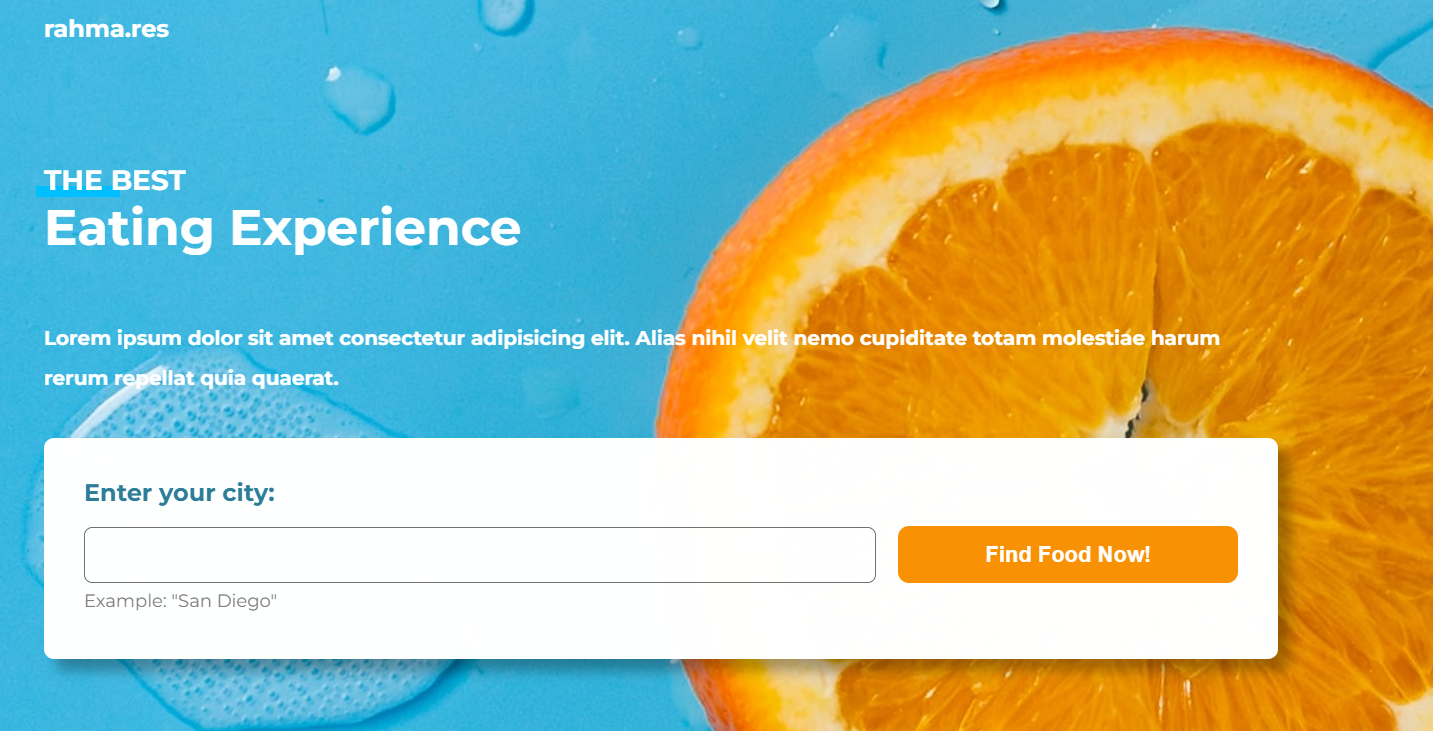 rahma.res
THE BEST
Eating Experience
Lorem ipsum dolor sit amet consectetur adipisicing elit. Alias nihil velit nemo cupiditate totam molestiae harum
rerum repellat quia quaerat.
Enter your city:
Find Food Now!
Example: "San Diego"